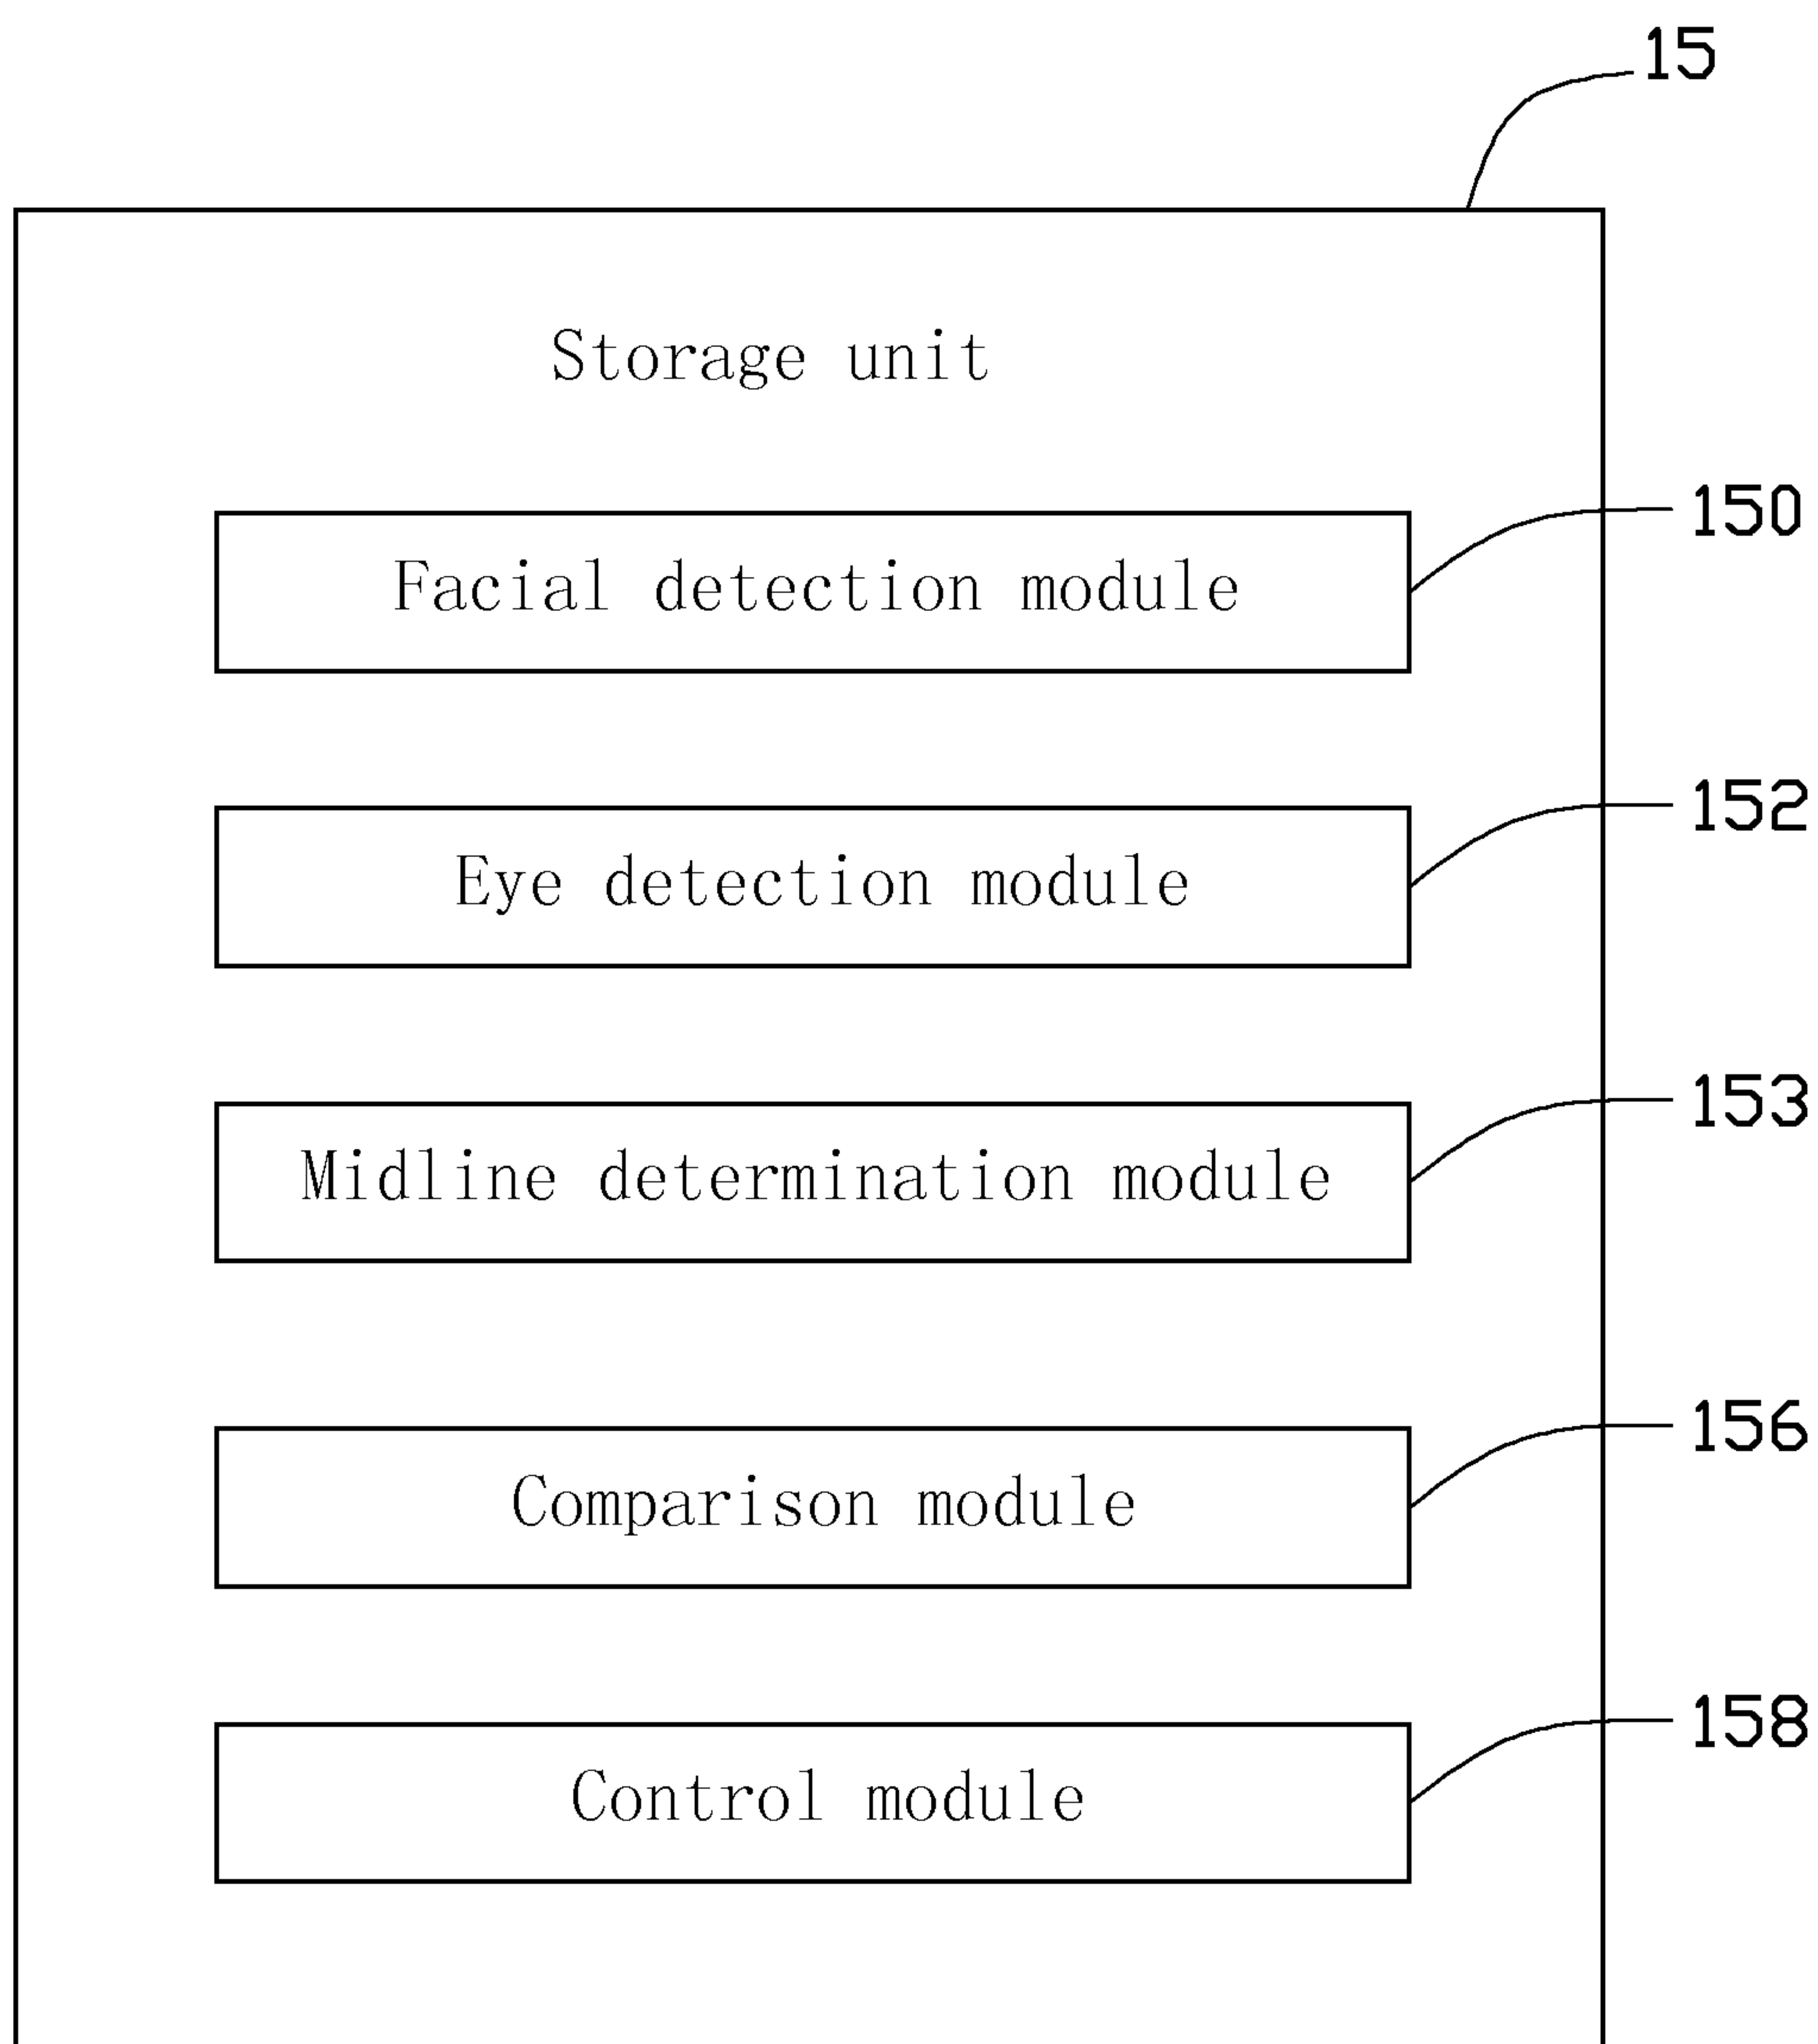 15
Storage unit
150
Facial detection module
152
Eye detection module
153
Midline determination module
156
Comparison module
158
Control module